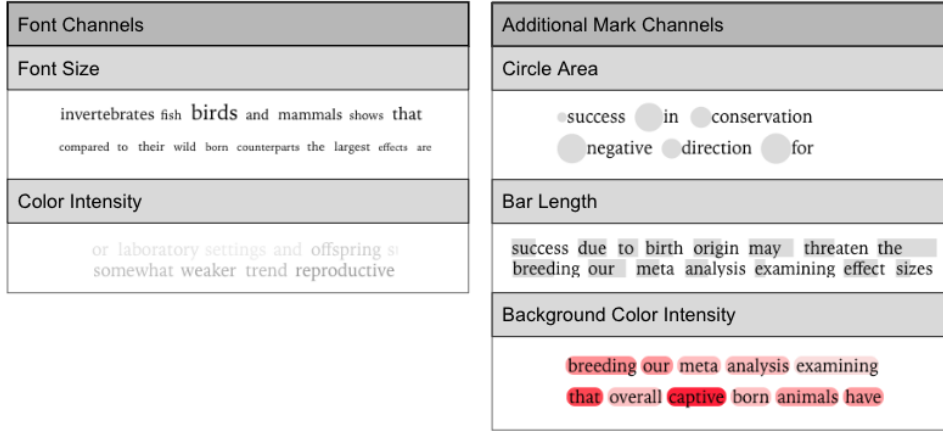 Font Channels
Font Size
invertebrates fish birds and mammals shows that
compared to their wild born counterparts the largest effects are
Color Intensity
or laboratory settings and offspring
somewhat weaker trend reproductive
Additional Mark Channels
Circle Area
success in conservation
negative direction for
Bar Length
success due to birth origin may threaten the
breeding our meta analysis examining effect sizes
Background Color Intensity
breeding our meta analysis examining
that overall captive born animals have